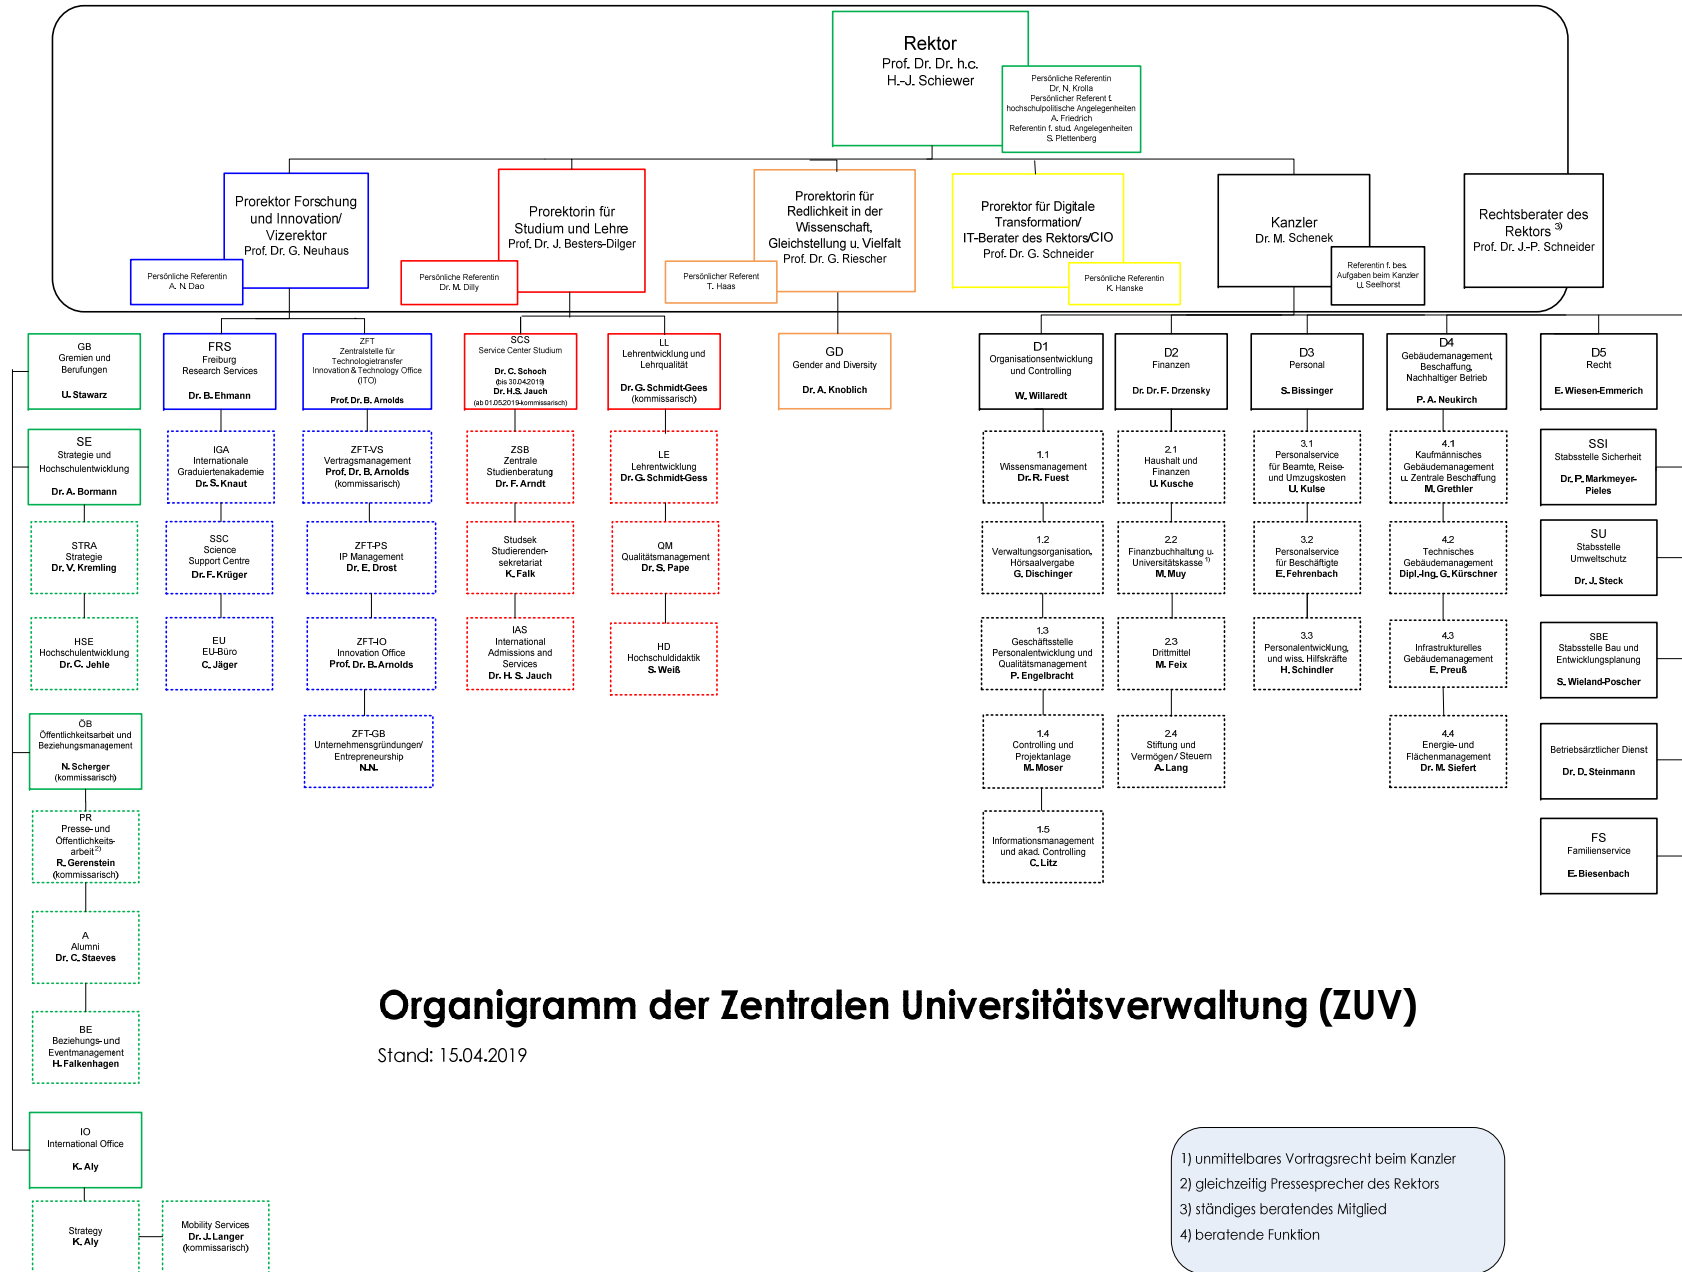 Rektor
Prof. Dr. Dr. h.c.
H.-J. Schiewer
Persönliche Referentin
Dr. N. Krolla
Persönlicher Referent f.
hochschulpolitische Angelegenheiten
A. Friedrich
Referentin f. stud. Angelegenheiten
S. Plettenberg
Prorektor Forschung
und Innovation/
Vizerektor
Prof. Dr. G. Neuhaus
Persönliche Referentin
A. N. Dao
Prorektorin für
Studium und Lehre
Prof. Dr. J. Besters-Dilger
Persönliche Referentin
Dr. M. Dilly
Prorektorin für
Redlichkeit in der
Wissenschaft,
Gleichstellung u. Vielfalt
Prof. Dr. G. Riescher
Persönlicher Referent
T. Haas
Prorektor für Digitale
Transformation/
IT-Berater des Rektors/CIO
Prof. Dr. G. Schneider
Persönliche Referentin
K. Hanske
Kanzler
Dr. M. Schenek
Referentin f. bes.
Aufgaben beim Kanzler
U. Seelhorst
Rechtsberater des
Rektors 3)
Prof. Dr. J.-P. Schneider
GB
Gremien und
Berufungen
U. Stawarz
SE
Strategie und
Hochschulentwicklung
Dr. A. Bormann
STRA
Strategie
Dr. V. Kremling
HSE
Hochschulentwicklung
Dr. C. Jehle
ÖB
Öffentlichkeitsarbeit und
Beziehungsmanagement
N. Scherger
(kommissarisch)
PR
Presse- und
Öffentlichkeits-
arbeit 2)
R. Gerenstein
(kommissarisch)
A
Alumni
Dr. C. Staeves
BE
Beziehungs- und
Eventmanagement
H. Falkenhagen
IO
International Office
K. Aly
Strategy
K. Aly
Mobility Services
Dr. J. Langer
(kommissarisch)
FRS
Freiburg
Research Services
Dr. B. Ehmann
IGA
Internationale
Graduiertenakademie
Dr. S. Knaut
SSC
Science
Support Centre
Dr. F. Krüger
EU
EU-Büro
C. Jäger
ZFT
Zentralstelle für
Technologietransfer
Innovation & Technology Office
(ITO)
Prof. Dr. B. Arnolds
ZFT-VS
Vertragsmanagement
Prof. Dr. B. Arnolds
(kommissarisch)
ZFT-PS
IP Management
Dr. E. Drost
ZFT-IO
Innovation Office
Prof. Dr. B. Arnolds
ZFT-GB
Unternehmensgründungen/
Entrepreneurship
N.N.
SCS
Service Center Studium
Dr. C. Schoch
(bis 30.04.2019)
Dr. H.S. Jauch
(ab 01.05.2019-kommissarisch)
ZSB
Zentrale
Studienberatung
Dr. F. Arndt
Studsek
Studierenden-
sekretariat
K. Falk
IAS
International
Admissions and
Services
Dr. H. S. Jauch
LL
Lehrentwicklung und
Lehrqualität
Dr. G. Schmidt-Gees
(kommissarisch)
LE
Lehrentwicklung
Dr. G. Schmidt-Gess
QM
Qualitätsmanagement
Dr. S. Pape
HD
Hochschuldidaktik
S. Weiß
GD
Gender and Diversity
Dr. A. Knoblich
D1
Organisationsentwicklung
und Controlling
W. Willaredt
1.1
Wissensmanagement
Dr. R. Fuest
1.2
Verwaltungsorganisation,
Hörsaalvergabe
G. Dischinger
1.3
Geschäftsstelle
Personalentwicklung und
Qualitätsmanagement
P. Engelbracht
1.4
Controlling und
Projektanlage
M. Moser
1.5
Informationsmanagement
und akad. Controlling
C. Litz
D2
Finanzen
Dr. Dr. F. Drzensky
2.1
Haushalt und
Finanzen
U. Kusche
2.2
Finanzbuchhaltung u.
Universitätskasse 1)
M. Muy
2.3
Drittmittel
M. Feix
2.4
Stiftung und
Vermögen/ Steuern
A. Lang
D3
Personal
S. Bissinger
3.1
Personalservice
für Beamte, Reise-
und Umzugskosten
U. Kulse
3.2
Personalservice
für Beschäftigte
E. Fehrenbach
3.3
Personalentwicklung,
und wiss. Hilfskräfte
H. Schindler
D4
Gebäudemanagement,
Beschaffung,
Nachhaltiger Betrieb
P. A. Neukirch
4.1
Kaufmännisches
Gebäudemanagement
u. Zentrale Beschaffung
M. Grethler
4.2
Technisches
Gebäudemanagement
Dipl.-Ing. G. Kürschner
4.3
Infrastrukturelles
Gebäudemanagement
E. Preuß
4.4
Energie- und
Flächenmanagement
Dr. M. Siefert
D5
Recht
E. Wiesen-Emmerich
SSI
Stabsstelle Sicherheit
Dr. P. Markmeyer-
Pieles
SU
Stabsstelle
Umweltschutz
Dr. J. Steck
SBE
Stabsstelle Bau und
Entwicklungsplanung
S. Wieland-Poscher
Betriebsärztlicher Dienst
Dr. D. Steinmann
FS
Familienservice
E. Biesenbach
Organigramm der Zentralen Universitätsverwaltung (ZUV)
Stand: 15.04.2019
1) unmittelbares Vortragsrecht beim Kanzler
2) gleichzeitig Pressesprecher des Rektors
3) ständiges beratendes Mitglied
4) beratende Funktion